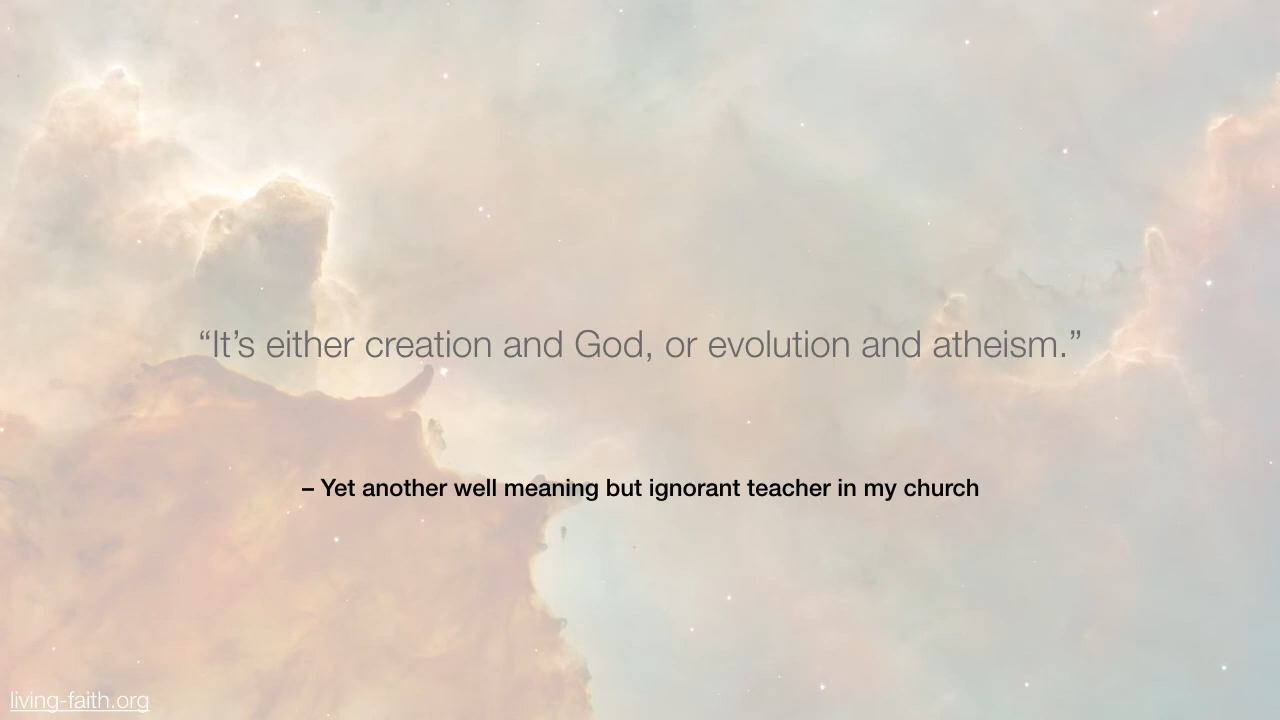 “It’s either creation and God, or evolution and atheism.”
– Yet another well meaning but ignorant teacher in my church
living-faith.org